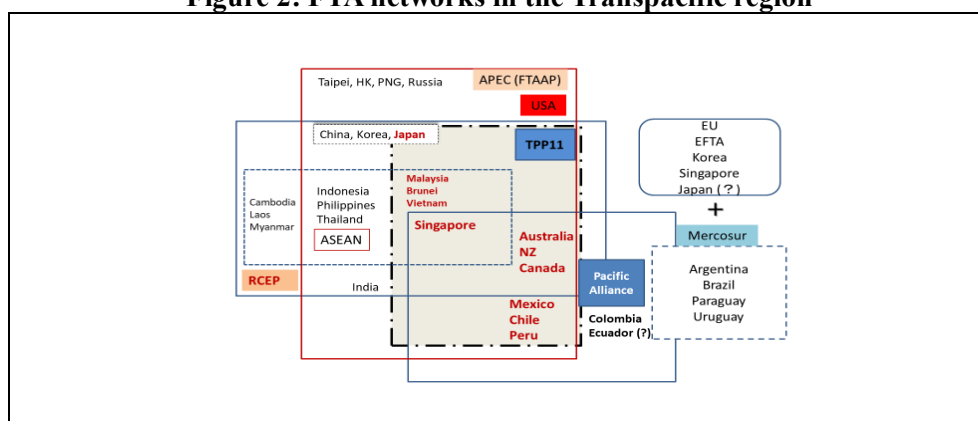 Figure 2: FTA networks in the Transpacific region
Taipei, HK, PNG, Russia
APEC (FTAAP)
USA
China, Korea, Japan
TPP11
Cambodia
Laos
Myanmar
Indonesia
Philippines
Thailand
ASEAN
Malaysia
Brunei
Vietnam
Singapore
Australia
NZ
Canada
RCEP
India
Mexico
Chile
Peru
Pacific
Alliance
Colombia
Ecuador (?)
EU
EFTA
Korea
Singapore
Japan (？)
+
Mercosur
Argentina
Brazil
Paraguay
Uruguay